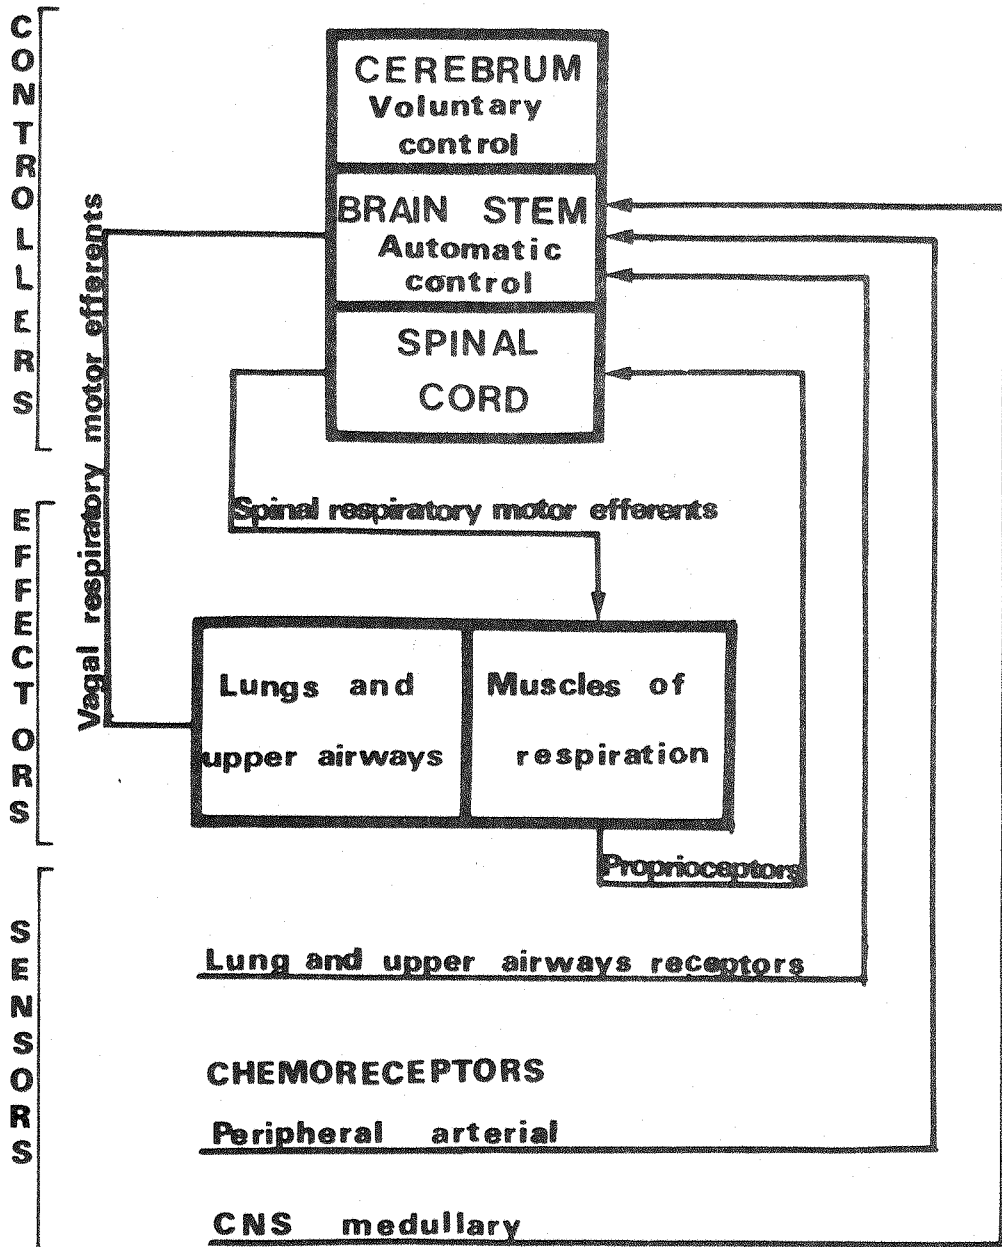 CONTROLLERS
CEREBRUM
Voluntary
control
BRAIN STEM
Automatic
control
SPINAL
CORD
Vagal respiratory motor efferents
EFFECTORS
Spinal respiratory motor efferents
Lungs and
upper airways
Muscles of
respiration
Proprioceptors
SENSORS
Lung and upper airways receptors
CHEMORECEPTORS
Peripheral arterial
CNS medullary